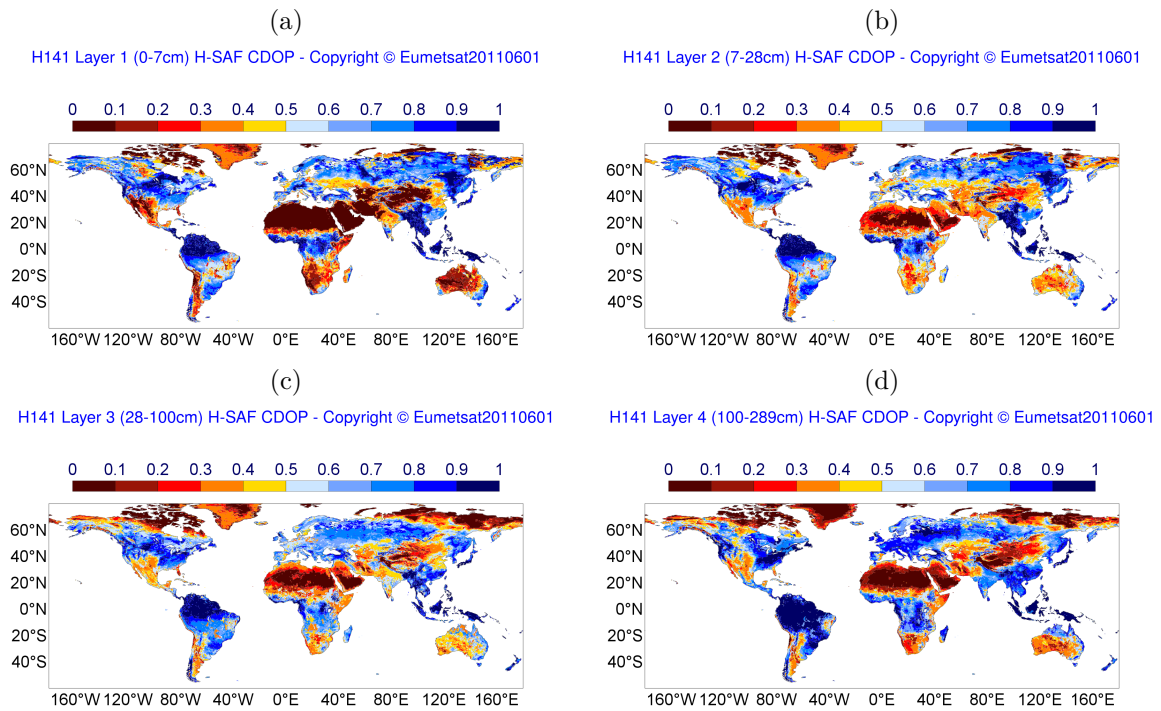 (a)
H141 Layer 1 (0-7cm) H-SAF CDOP - Copyright © Eumetsat20110601
0 0.1 0.2 0.3 0.4 0.5 0.6 0.7 0.8 0.9 1
60°N
40°N
20°N
0°N
20°S
40°S
160°W 120°W 80°W 40°W 0°E 40°E 80°E 120°E 160°E
(b)
H141 Layer 2 (7-28cm) H-SAF CDOP - Copyright © Eumetsat20110601
0 0.1 0.2 0.3 0.4 0.5 0.6 0.7 0.8 0.9 1
60°N
40°N
20°N
0°N
20°S
40°S
160°W 120°W 80°W 40°W 0°E 40°E 80°E 120°E 160°E
(c)
H141 Layer 3 (28-100cm) H-SAF CDOP - Copyright © Eumetsat20110601
0 0.1 0.2 0.3 0.4 0.5 0.6 0.7 0.8 0.9 1
60°N
40°N
20°N
0°N
20°S
40°S
160°W 120°W 80°W 40°W 0°E 40°E 80°E 120°E 160°E
(d)
H141 Layer 4 (100-289cm) H-SAF CDOP - Copyright © Eumetsat20110601
0 0.1 0.2 0.3 0.4 0.5 0.6 0.7 0.8 0.9 1
60°N
40°N
20°N
0°N
20°S
40°S
160°W 120°W 80°W 40°W 0°E 40°E 80°E 120°E 160°E